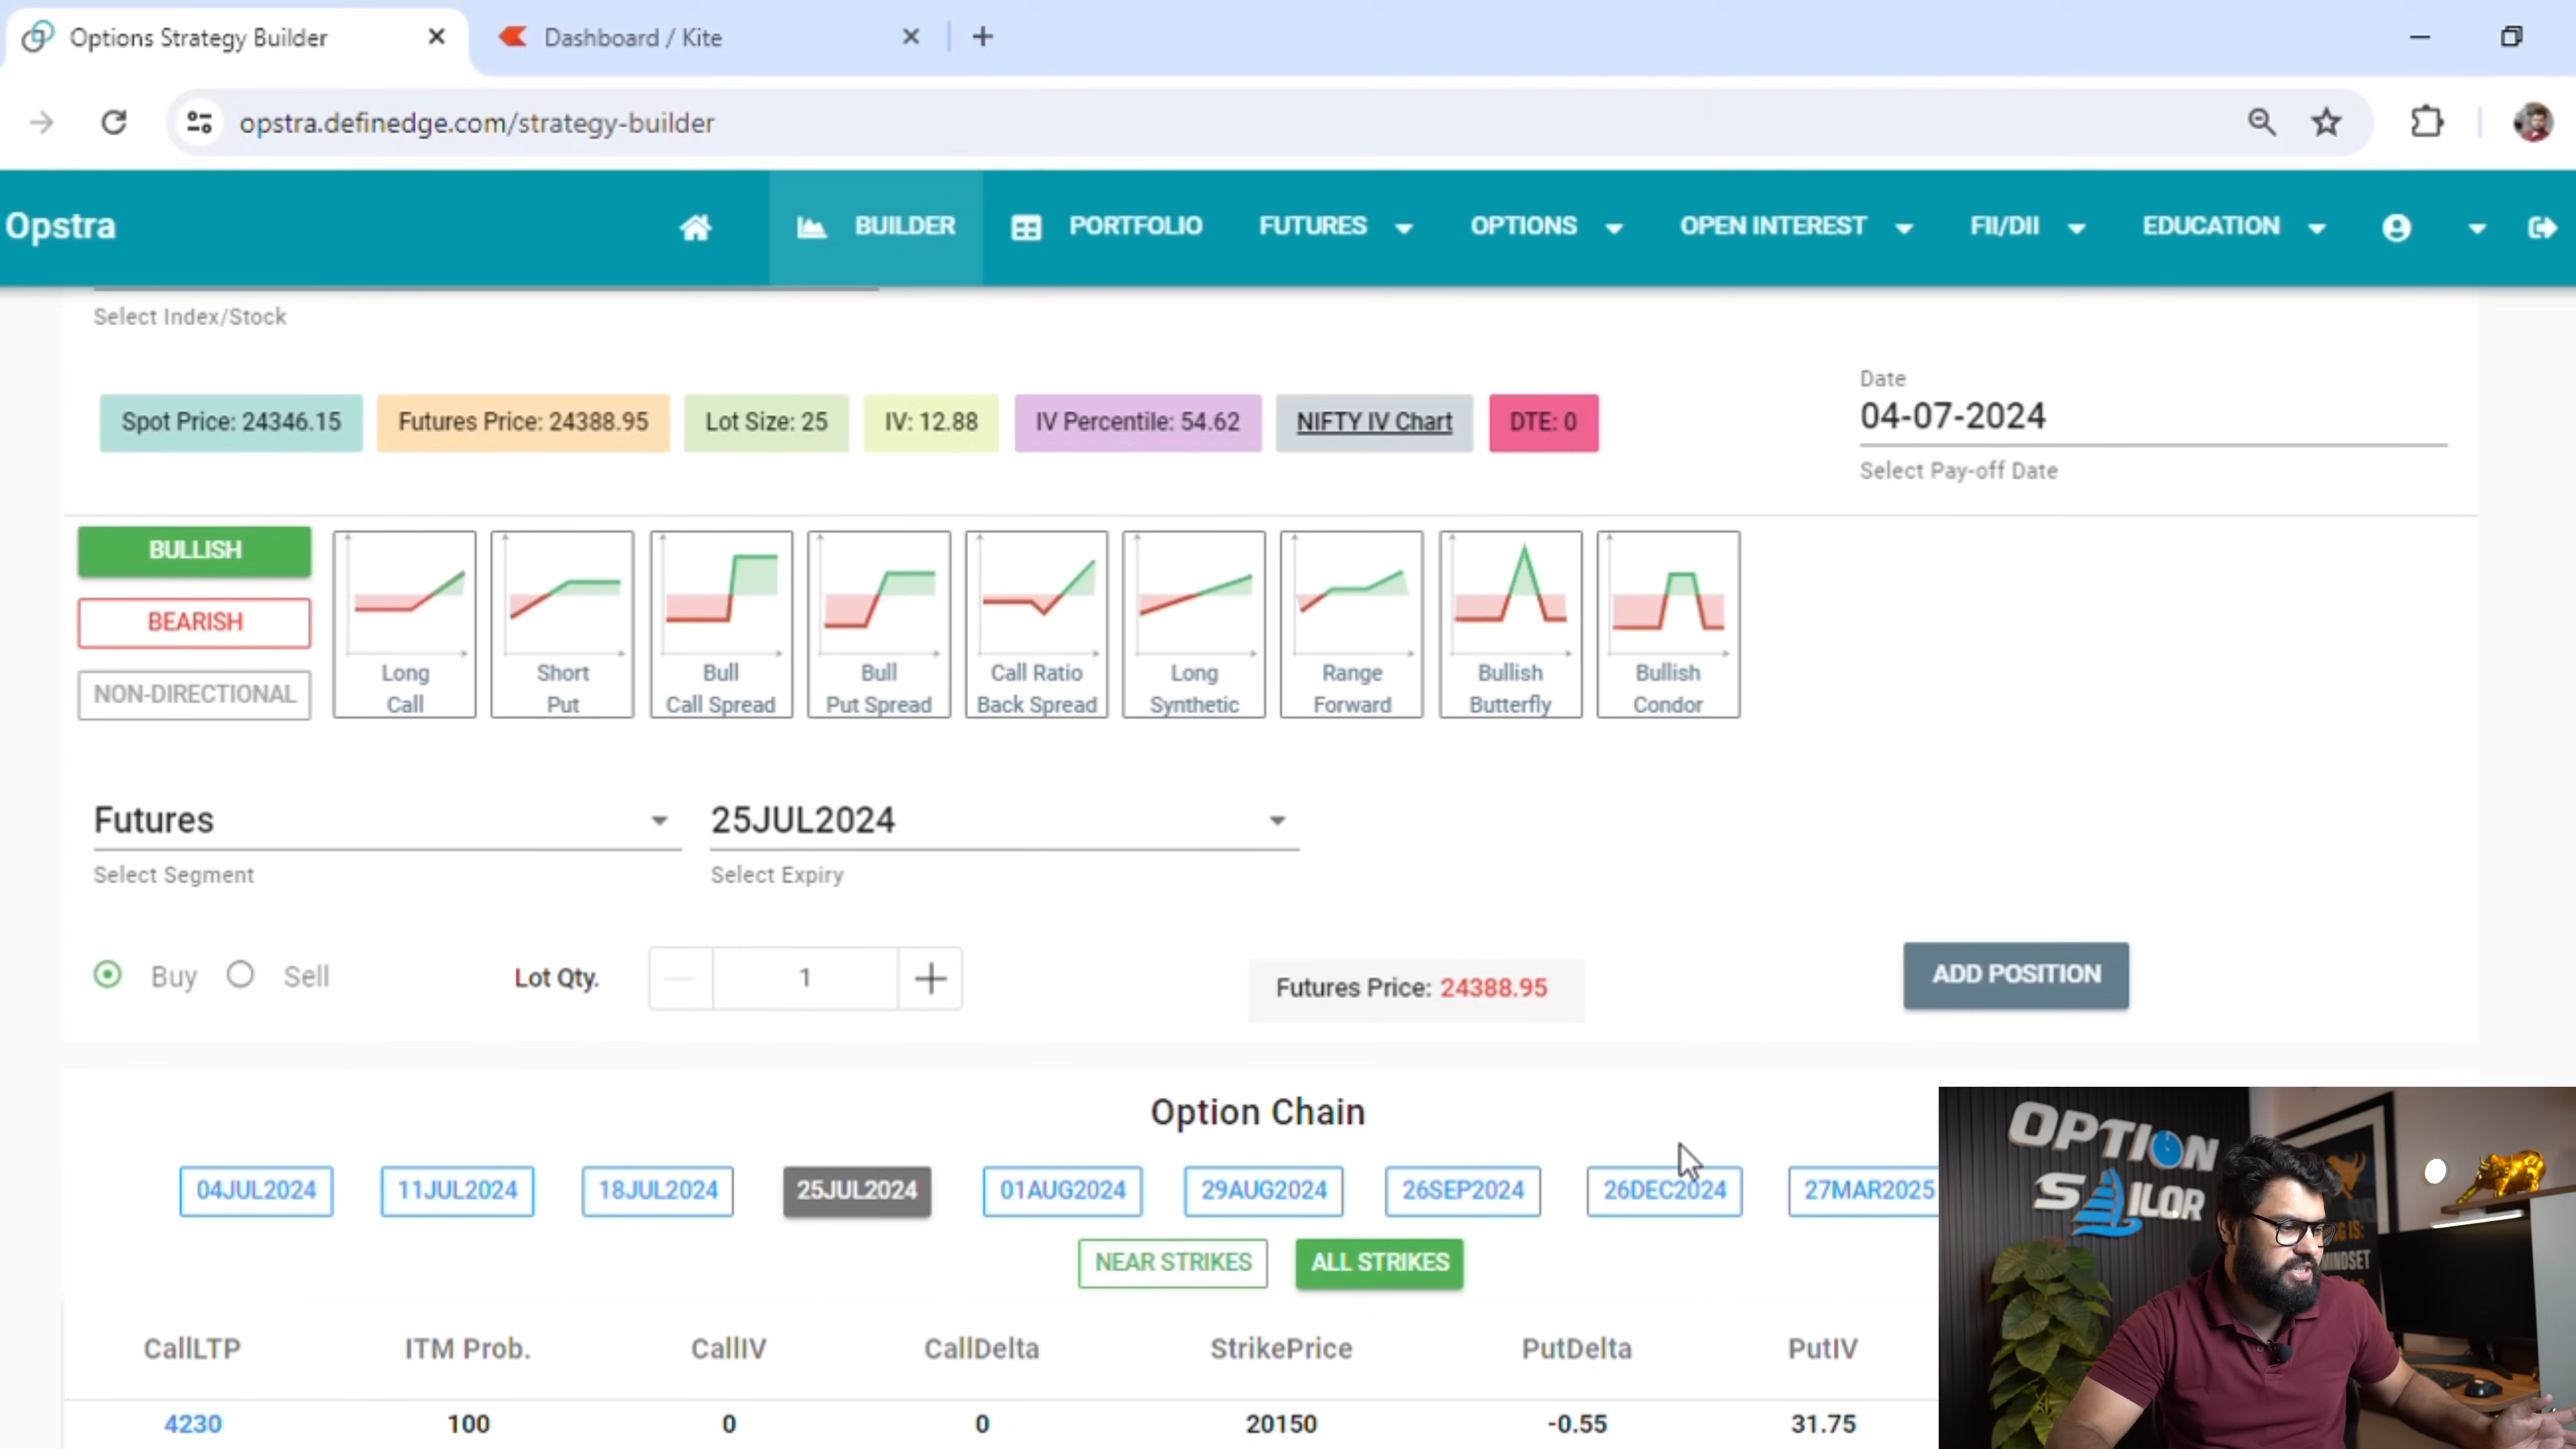 Options Strategy Builder
Dashboard / Kite
opstra.definedge.com/strategy-builder
Opstra
BUILDER
PORTFOLIO
FUTURES
OPTIONS
OPEN INTEREST
FII/DII
EDUCATION
Select Index/Stock
Spot Price: 24346.15
Futures Price: 24388.95
Lot Size: 25
IV: 12.88
IV Percentile: 54.62
NIFTY IV Chart
DTE: 0
Date
04-07-2024
Select Pay-off Date
BULLISH
BEARISH
NON-DIRECTIONAL
Long
Call
Short
Put
Bull
Call Spread
Bull
Put Spread
Call Ratio
Back Spread
Long
Synthetic
Range
Forward
Bullish
Butterfly
Bullish
Condor
Futures
Select Segment
25JUL2024
Select Expiry
Buy
Sell
Lot Qty.
1
Futures Price: 24388.95
ADD POSITION
Option Chain
04JUL2024
11JUL2024
18JUL2024
25JUL2024
01AUG2024
29AUG2024
26SEP2024
26DEC2024
27MAR2025
NEAR STRIKES
ALL STRIKES
CallLTP ITM Prob. CallIV CallDelta StrikePrice PutDelta PutIV
4230 100 0 0 20150 -0.55 31.75
OPTION
SAILOR
IS:
MINDSET